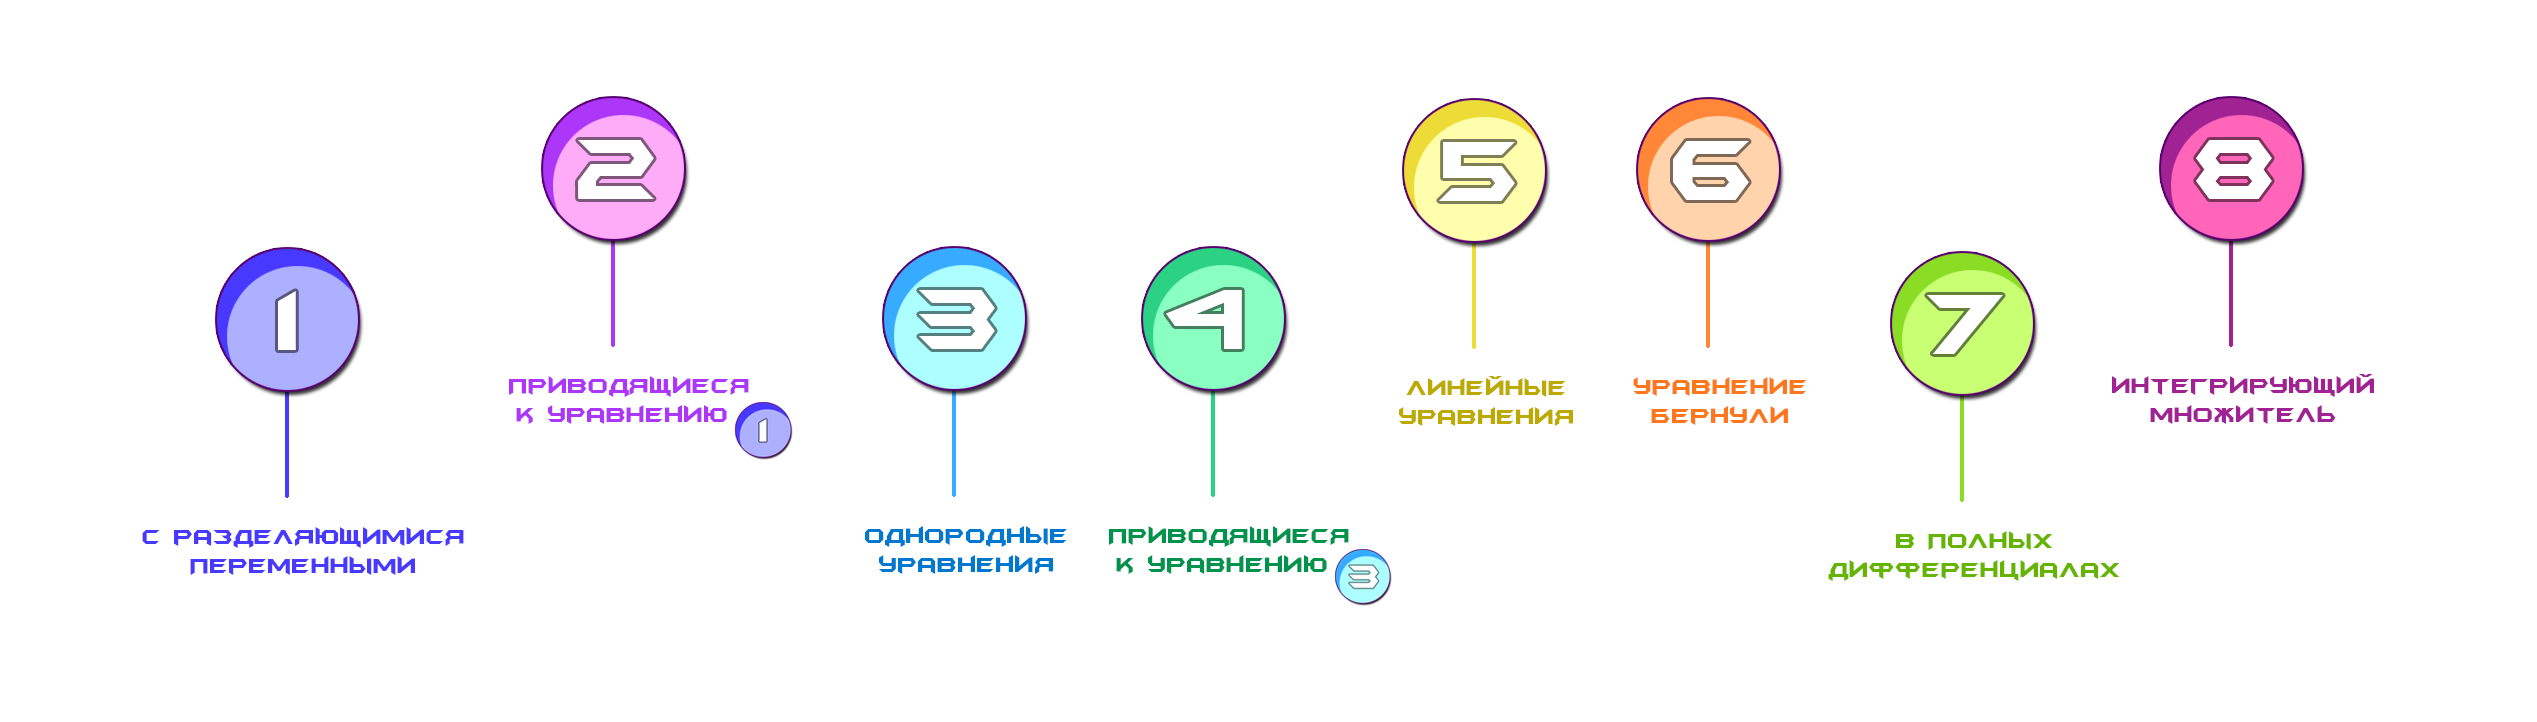 1
С РАЗДЕЛЯЮЩИМИСЯ
ПЕРЕМЕННЫМИ
2
ПРИВОДЯЩИЕСЯ
К УРАВНЕНИЮ 1
3
ОДНОРОДНЫЕ
УРАВНЕНИЯ
4
ПРИВОДЯЩИЕСЯ
К УРАВНЕНИЮ 3
5
ЛИНЕЙНЫЕ
УРАВНЕНИЯ
6
УРАВНЕНИЕ
БЕРНУЛИ
7
В ПОЛНЫХ
ДИФФЕРЕНЦИАЛАХ
8
ИНТЕГРИРУЮЩИЙ
МНОЖИТЕЛЬ